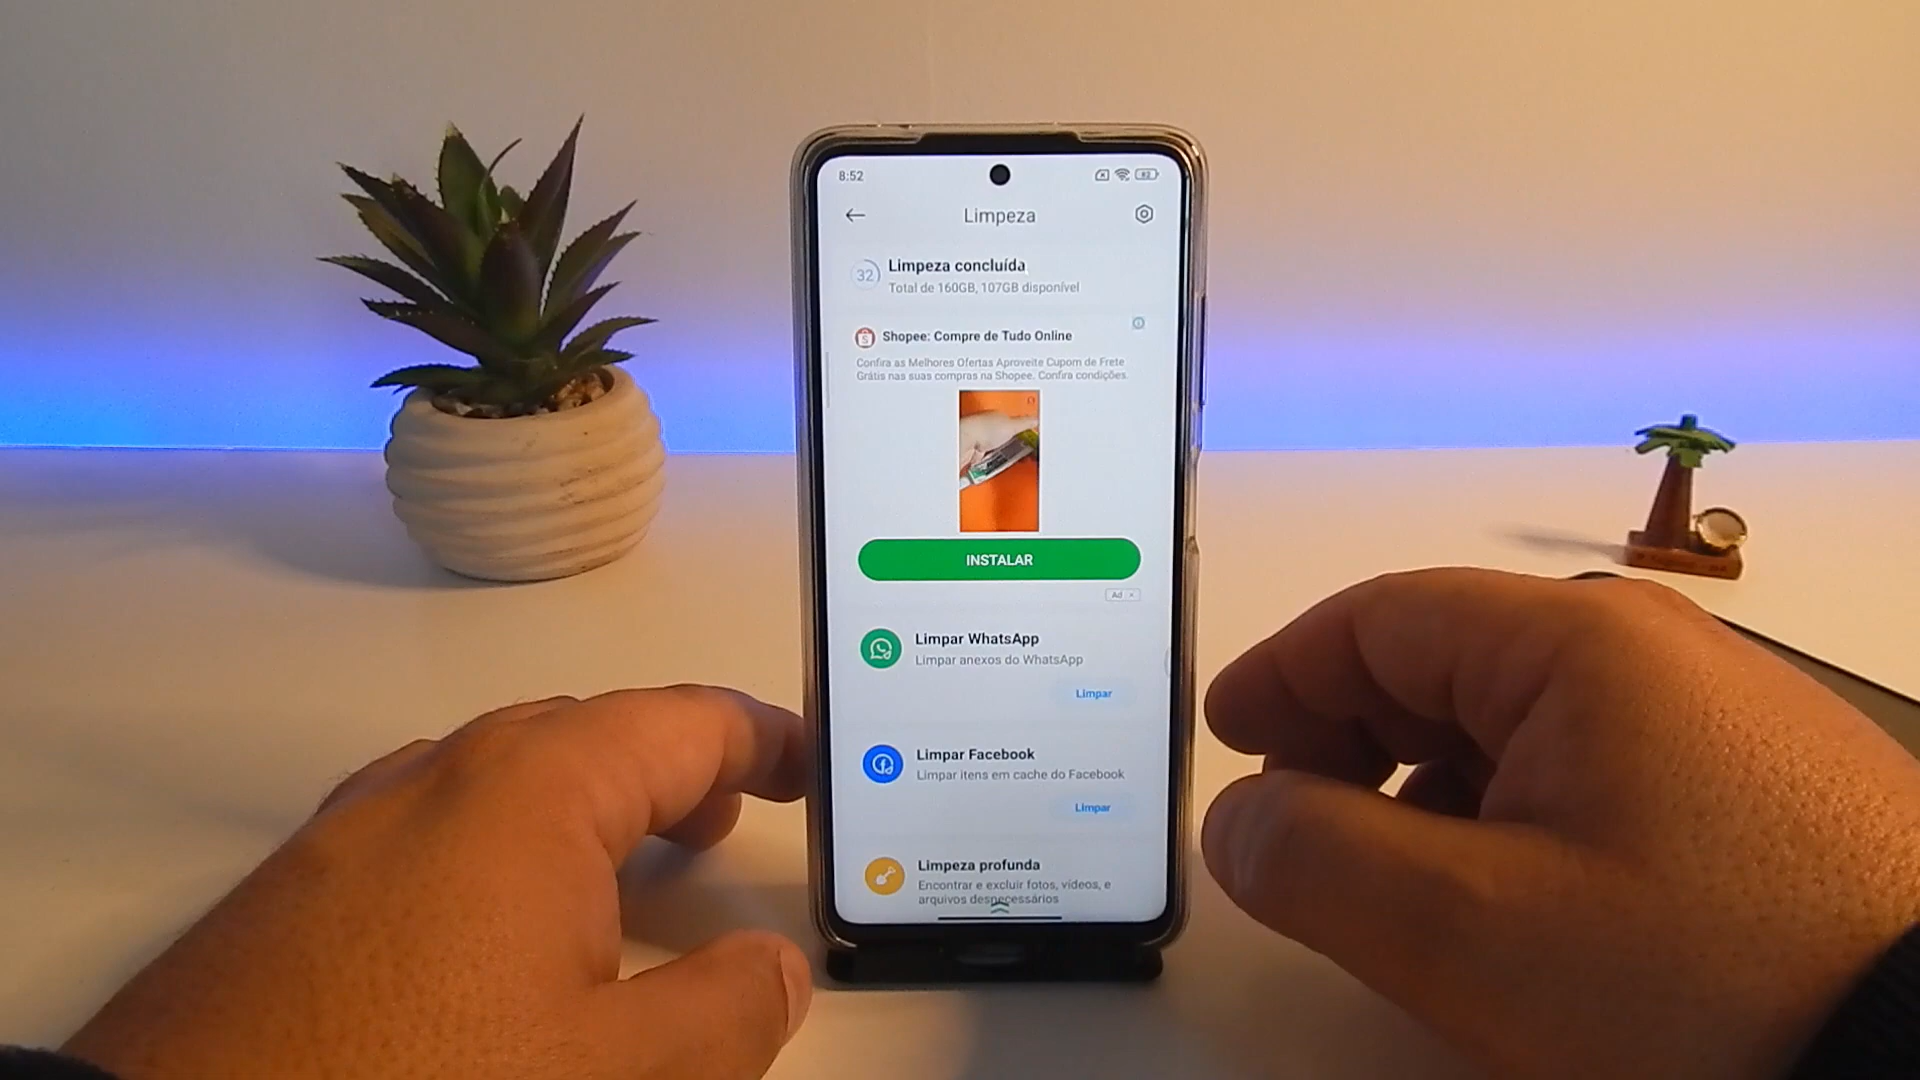 8:52
82
Limpeza
32
Limpeza concluída
Total de 160GB, 107GB disponível
Shopee: Compre de Tudo Online
Confira as Melhores Ofertas Aproveite Cupom de Frete
Grátis nas suas compras na Shopee. Confira condições.
INSTALAR
Ad
Limpar WhatsApp
Limpar anexos do WhatsApp
Limpar
Limpar Facebook
Limpar itens em cache do Facebook
Limpar
Limpeza profunda
Encontrar e excluir fotos, vídeos, e
arquivos desnecessários